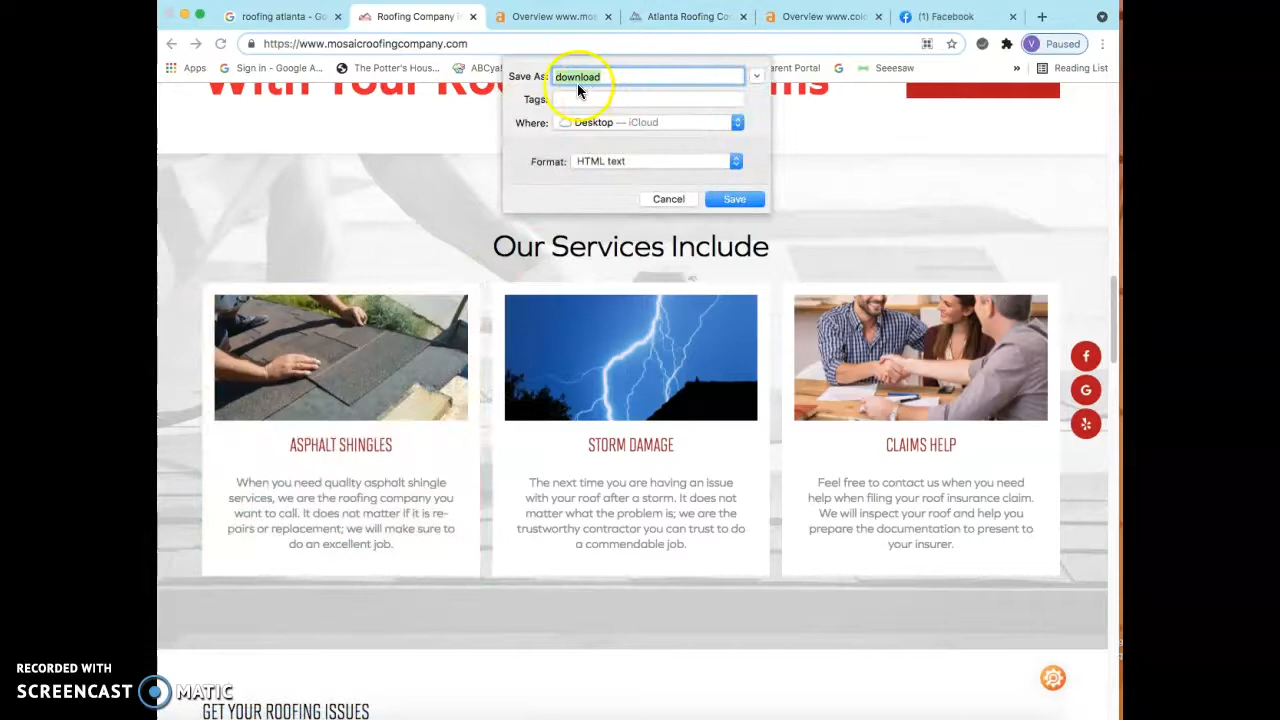 roofing atlanta - Go
Roofing Company i
Overview www.mos
Atlanta Roofing Co
Overview www.colo
(1) Facebook
https://www.mosaicroofingcompany.com
V Paused
Apps
Sign in - Google A...
The Potter's Hous...
ABCya
arent Portal
Seeesaw
»
Reading List
Save As: download
Tags:
Where: Desktop — iCloud
Format: HTML text
Cancel
Save
Our Services Include
ASPHALT SHINGLES
When you need quality asphalt shingle
services, we are the roofing company you
want to call. It does not matter if it is re-
pairs or replacement; we will make sure to
do an excellent job.
STORM DAMAGE
The next time you are having an issue
with your roof after a storm. It does not
matter what the problem is; we are the
trustworthy contractor you can trust to do
a commendable job.
CLAIMS HELP
Feel free to contact us when you need
help when filing your roof insurance claim.
We will inspect your roof and help you
prepare the documentation to present to
your insurer.
GET YOUR ROOFING ISSUES
RECORDED WITH
SCREENCAST MATIC